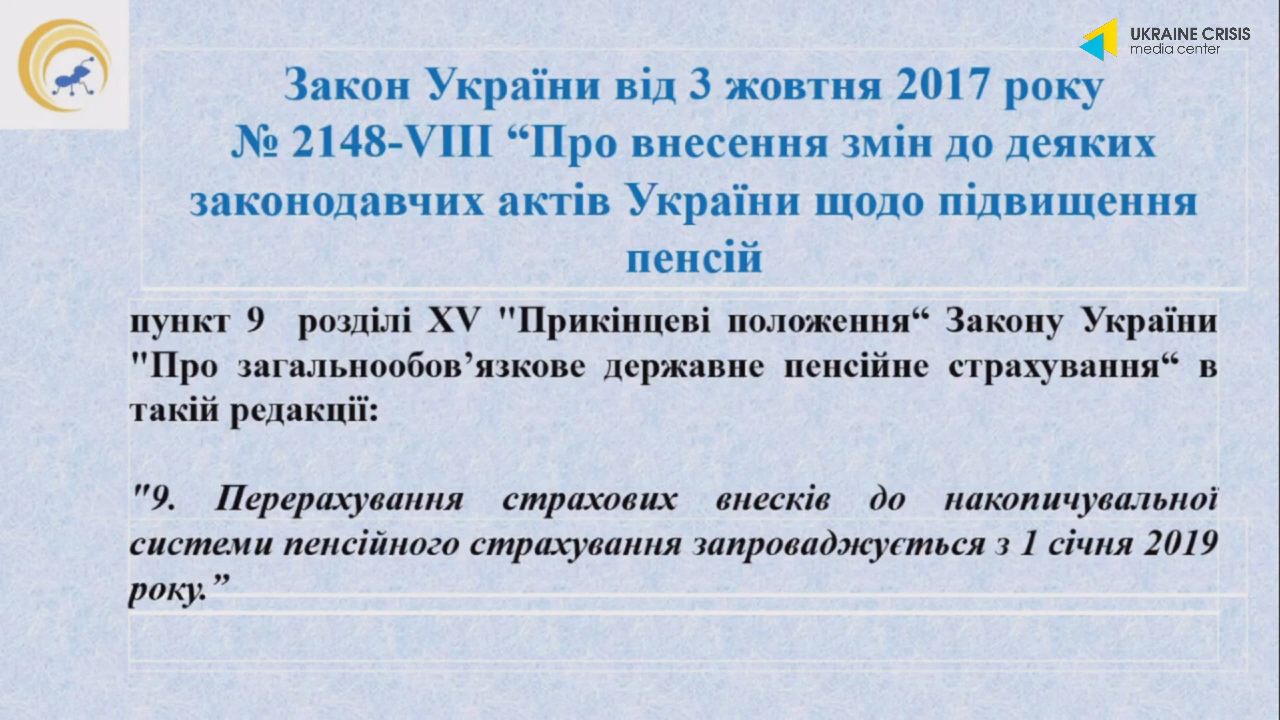 UKRAINE CRISIS
media center
Закон України від 3 жовтня 2017 року
№ 2148-VIII “Про внесення змін до деяких
законодавчих актів України щодо підвищення
пенсій
пункт 9 розділі XV "Прикінцеві положення“ Закону України
"Про загальнообов’язкове державне пенсійне страхування“ в
такій редакції:
"9. Перерахування страхових внесків до накопичувальної
системи пенсійного страхування запроваджується з 1 січня 2019
року.”